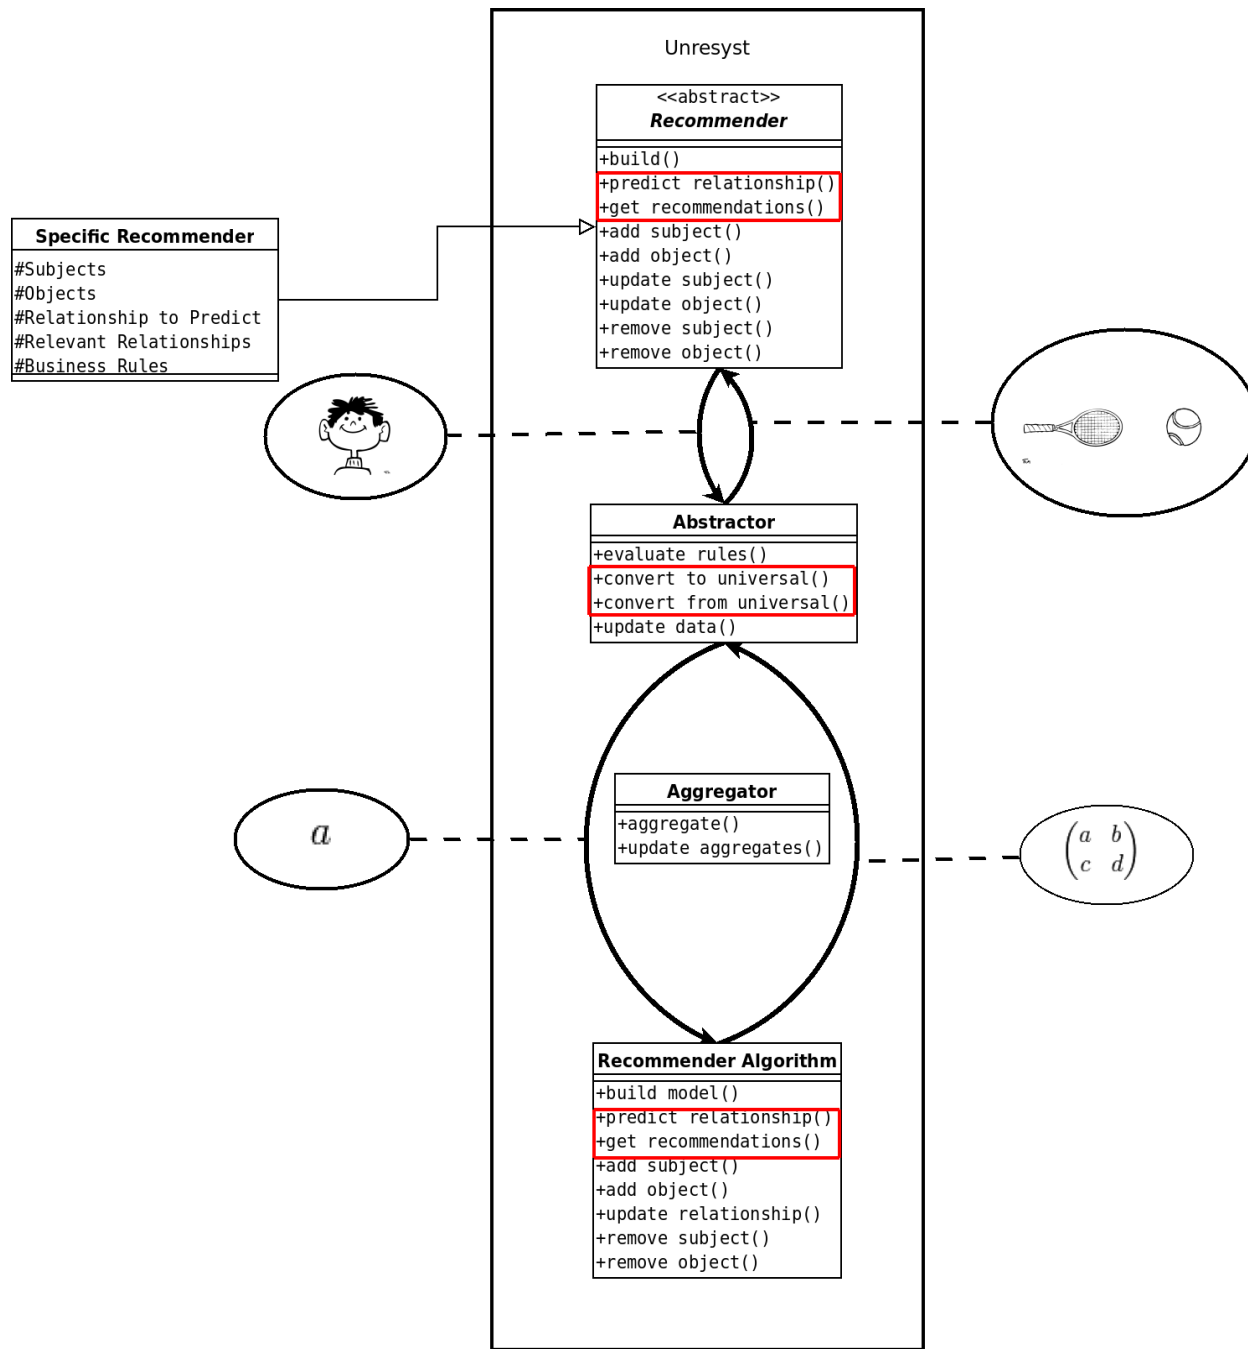 Unresyst
<<abstract>>
Recommender
+build()
+predict relationship()
+get recommendations()
+add subject()
+add object()
+update subject()
+update object()
+remove subject()
+remove object()
Specific Recommender
#Subjects
#Objects
#Relationship to Predict
#Relevant Relationships
#Business Rules
Abstractor
+evaluate rules()
+convert to universal()
+convert from universal()
+update data()
Aggregator
+aggregate()
+update aggregates()
a
a b
c d
Recommender Algorithm
+build model()
+predict relationship()
+get recommendations()
+add subject()
+add object()
+update relationship()
+remove subject()
+remove object()